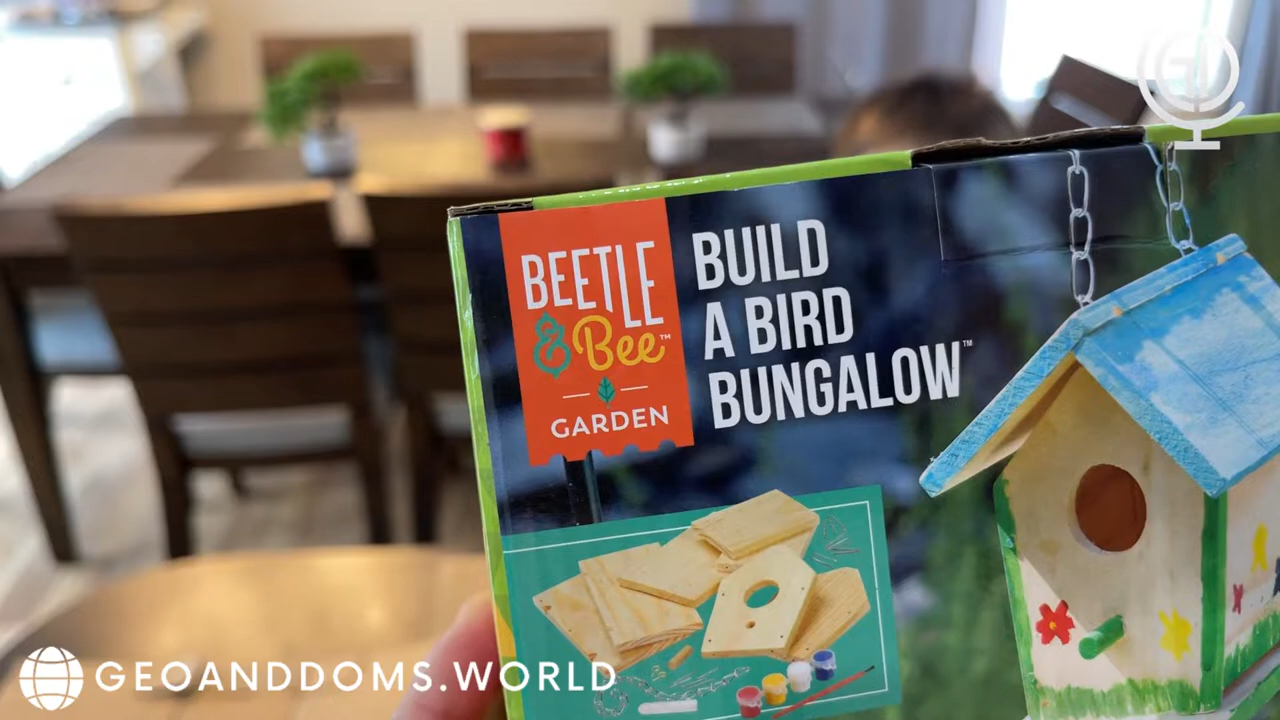 BEETLE
& Bee™
GARDEN
BUILD
A BIRD
BUNGALOW™
GEOANDDOMS.WORLD